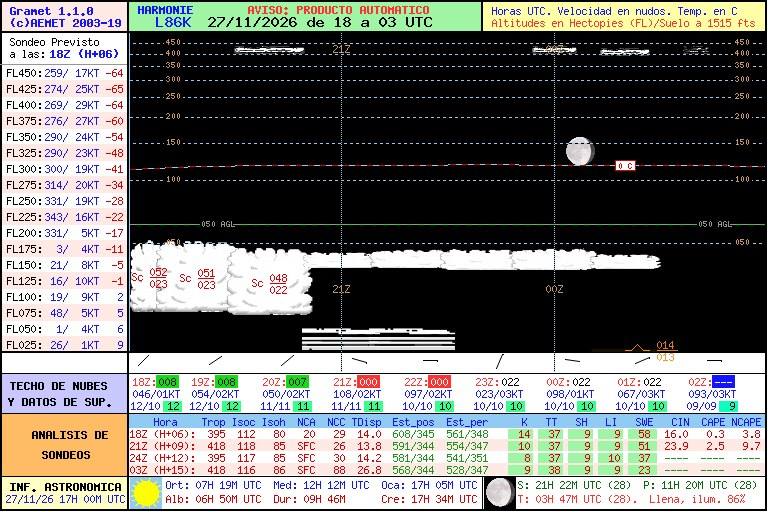 Gramet 1.1.0
(c)AEMET 2003-19
HARMONIE
L86K
AVISO: PRODUCTO AUTOMATICO
27/11/2026 de 18 a 03 UTC
Horas UTC. Velocidad en nudos. Temp. en C
Altitudes en Hectopies (FL)/Suelo a 1515 fts
Sondeo Previsto
a las: 18Z (H+06)
FL450: 259/ 17KT -64
FL425: 274/ 25KT -65
FL400: 269/ 29KT -64
FL375: 276/ 27KT -60
FL350: 290/ 24KT -54
FL325: 290/ 23KT -48
FL300: 300/ 19KT -41
FL275: 314/ 20KT -34
FL250: 331/ 19KT -28
FL225: 343/ 16KT -22
FL200: 331/ 5KT -17
FL175: 3/ 4KT -11
FL150: 21/ 8KT -5
FL125: 16/ 10KT -1
FL100: 19/ 9KT 2
FL075: 48/ 5KT 5
FL050: 1/ 4KT 6
FL025: 26/ 1KT 9
450 21Z 00Z 450
400 400
350 350
300 300
250 250
200 200
150 150
0 C
100 100
050 AGL 050 AGL
050 050
Sc 052 Sc 051 Sc 048
023 023 022
21Z 00Z
014
013
TECHO DE NUBES
Y DATOS DE SUP.
18Z: 008 19Z: 008 20Z: 007 21Z: 000 22Z: 000 23Z: 022 00Z: 022 01Z: 022 02Z: ---
046/01KT 054/02KT 050/02KT 108/02KT 097/02KT 023/03KT 098/01KT 067/03KT 093/03KT
12/10 12 12/10 12 11/11 11 11/11 11 10/10 11 10/10 10 10/10 10 10/10 10 09/09 9
ANALISIS DE
SONDEOS
Hora Trop Isoc Isoh NCA NCC TDisp Est_pos Est_per K TT SH LI SWE CIN CAPE NCAPE
18Z (H+06): 395 112 80 20 29 14.0 608/345 561/348 14 37 9 9 58 16.0 0.3 3.8
21Z (H+09): 418 118 85 SFC 26 13.8 591/344 554/347 10 37 9 9 51 23.9 2.5 9.7
24Z (H+12): 395 117 85 SFC 30 14.2 581/340 541/351 8 37 9 10 37 ---- ---- ----
03Z (H+15): 418 116 86 SFC 88 26.8 568/344 528/347 9 38 9 9 23 ---- ---- ----
INF. ASTRONOMICA
27/11/26 17H 00M UTC
Ort: 07H 19M UTC Med: 12H 12M UTC Oca: 17H 05M UTC
Alb: 06H 50M UTC Dur: 09H 46M Cre: 17H 34M UTC
S: 21H 22M UTC (28). P: 11H 20M UTC (28)
T: 03H 47M UTC (28). Llena, ilum. 86%